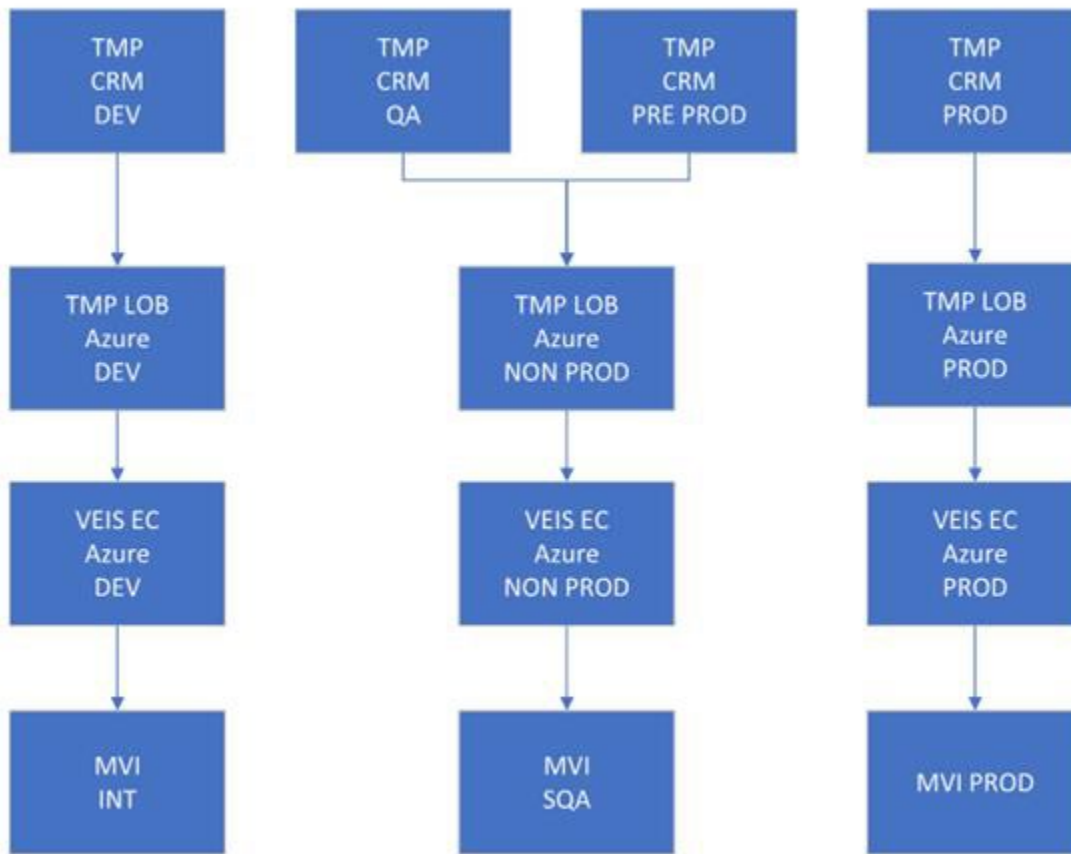 TMP
CRM
DEV
TMP
CRM
QA
TMP
CRM
PRE PROD
TMP
CRM
PROD
TMP LOB
Azure
DEV
TMP LOB
Azure
NON PROD
TMP LOB
Azure
PROD
VEIS EC
Azure
DEV
VEIS EC
Azure
NON PROD
VEIS EC
Azure
PROD
MVI
INT
MVI
SQA
MVI PROD